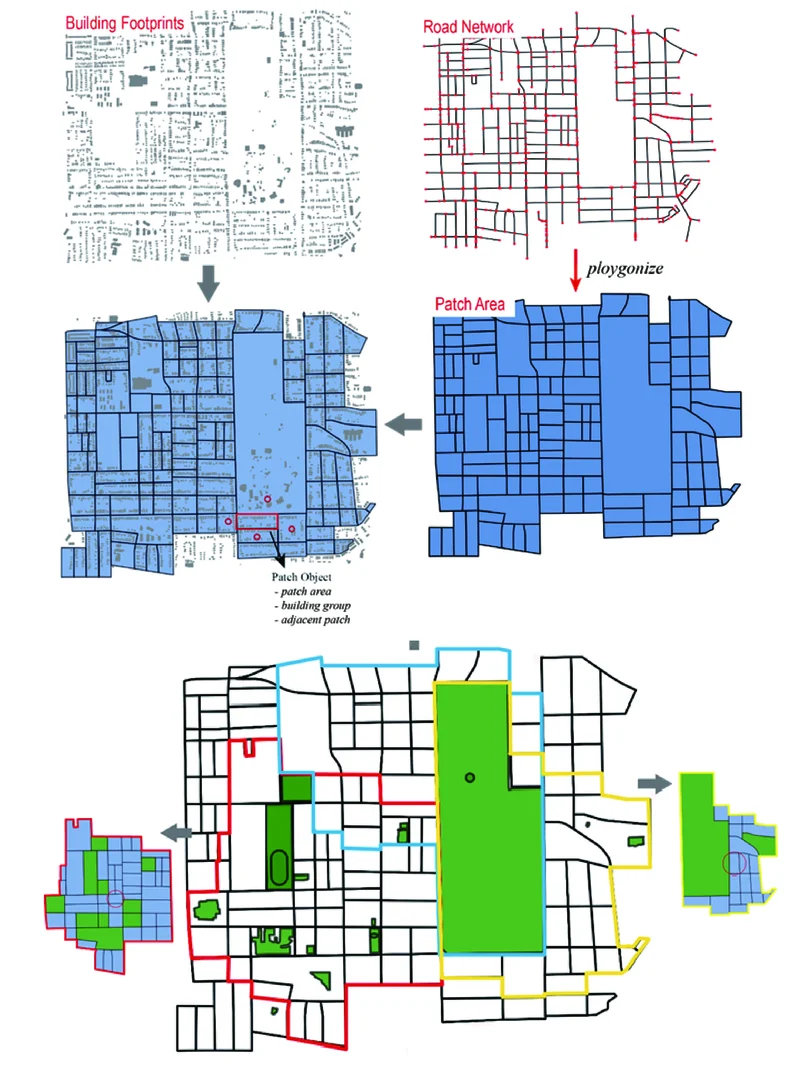 Building Footprints
Road Network
ploygonize
Patch Area
Patch Object
- patch area
- building group
- adjacent patch